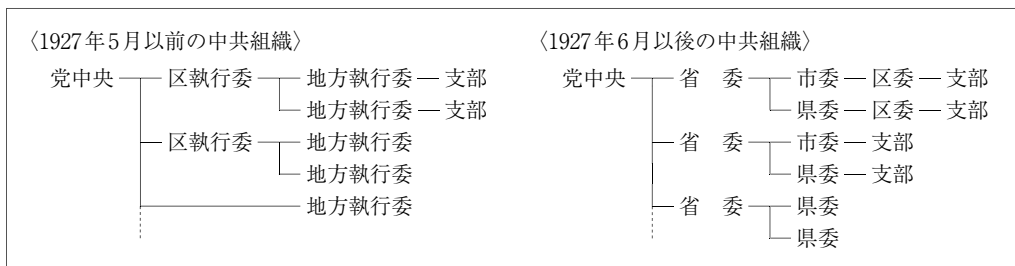 〈1927年5月以前の中共組織〉
党中央 区執行委 地方執行委 支部
地方執行委 支部
区執行委 地方執行委
地方執行委
地方執行委
〈1927年6月以後の中共組織〉
党中央 省　委 市委 区委 支部
県委 区委 支部
省　委 市委 支部
県委 支部
省　委 県委
県委